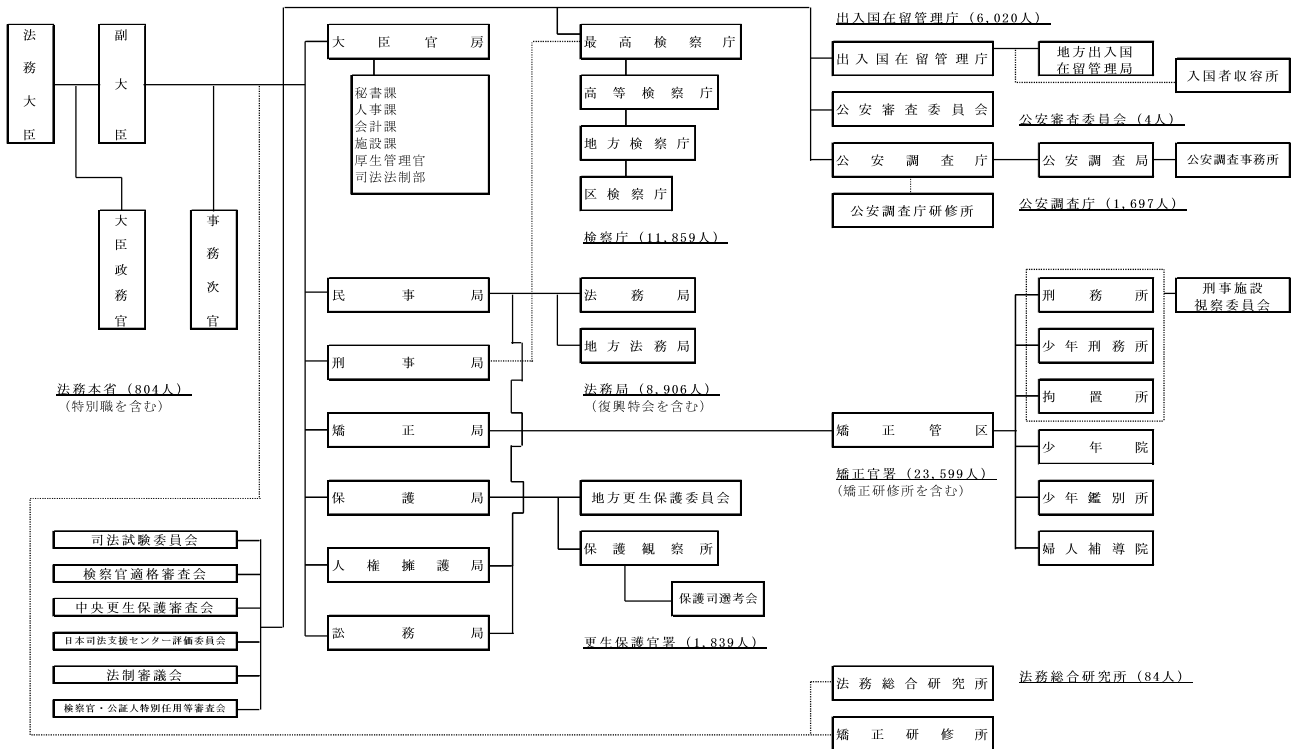 法務大臣
副大臣
大臣政務官
事務次官
法務本省 (804人)
(特別職を含む)
司法試験委員会
検察官適格審査会
中央更生保護審査会
日本司法支援センター評価委員会
法制審議会
検察官・公証人特別任用等審査会
大臣官房
秘書課
人事課
会計課
施設課
厚生管理官
司法法制部
民事局
刑事局
矯正局
保護局
人権擁護局
訟務局
最高検察庁
高等検察庁
地方検察庁
区検察庁
検察庁 (11,859人)
法務局
地方法務局
法務局 (8,906人)
(復興特会を含む)
地方更生保護委員会
保護観察所
保護司選考会
更生保護官署 (1,839人)
出入国在留管理庁 (6,020人)
出入国在留管理庁
地方出入国
在留管理局
入国者収容所
公安審査委員会
公安審査委員会 (4人)
公安調査庁
公安調査局
公安調査事務所
公安調査庁研修所
公安調査庁 (1,697人)
矯正管区
矯正官署 (23,599人)
(矯正研修所を含む)
刑務所
少年刑務所
拘置所
少年院
少年鑑別所
婦人補導院
刑事施設
視察委員会
法務総合研究所
法務総合研究所 (84人)
矯正研修所